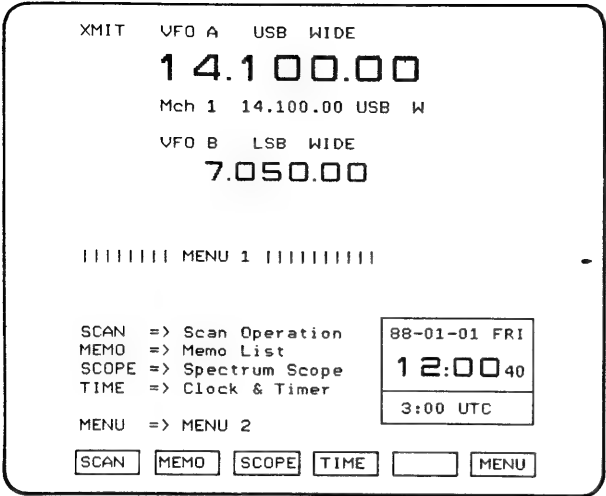 XMIT VFO A USB WIDE
14.100.00
Mch 1 14.100.00 USB W
VFO B LSB WIDE
7.050.00
|||||||| MENU 1 ||||||||||
SCAN => Scan Operation
MEMO => Memo List
SCOPE => Spectrum Scope
TIME => Clock & Timer
MENU => MENU 2
88-01-01 FRI
12:00 40
3:00 UTC
SCAN MEMO SCOPE TIME MENU